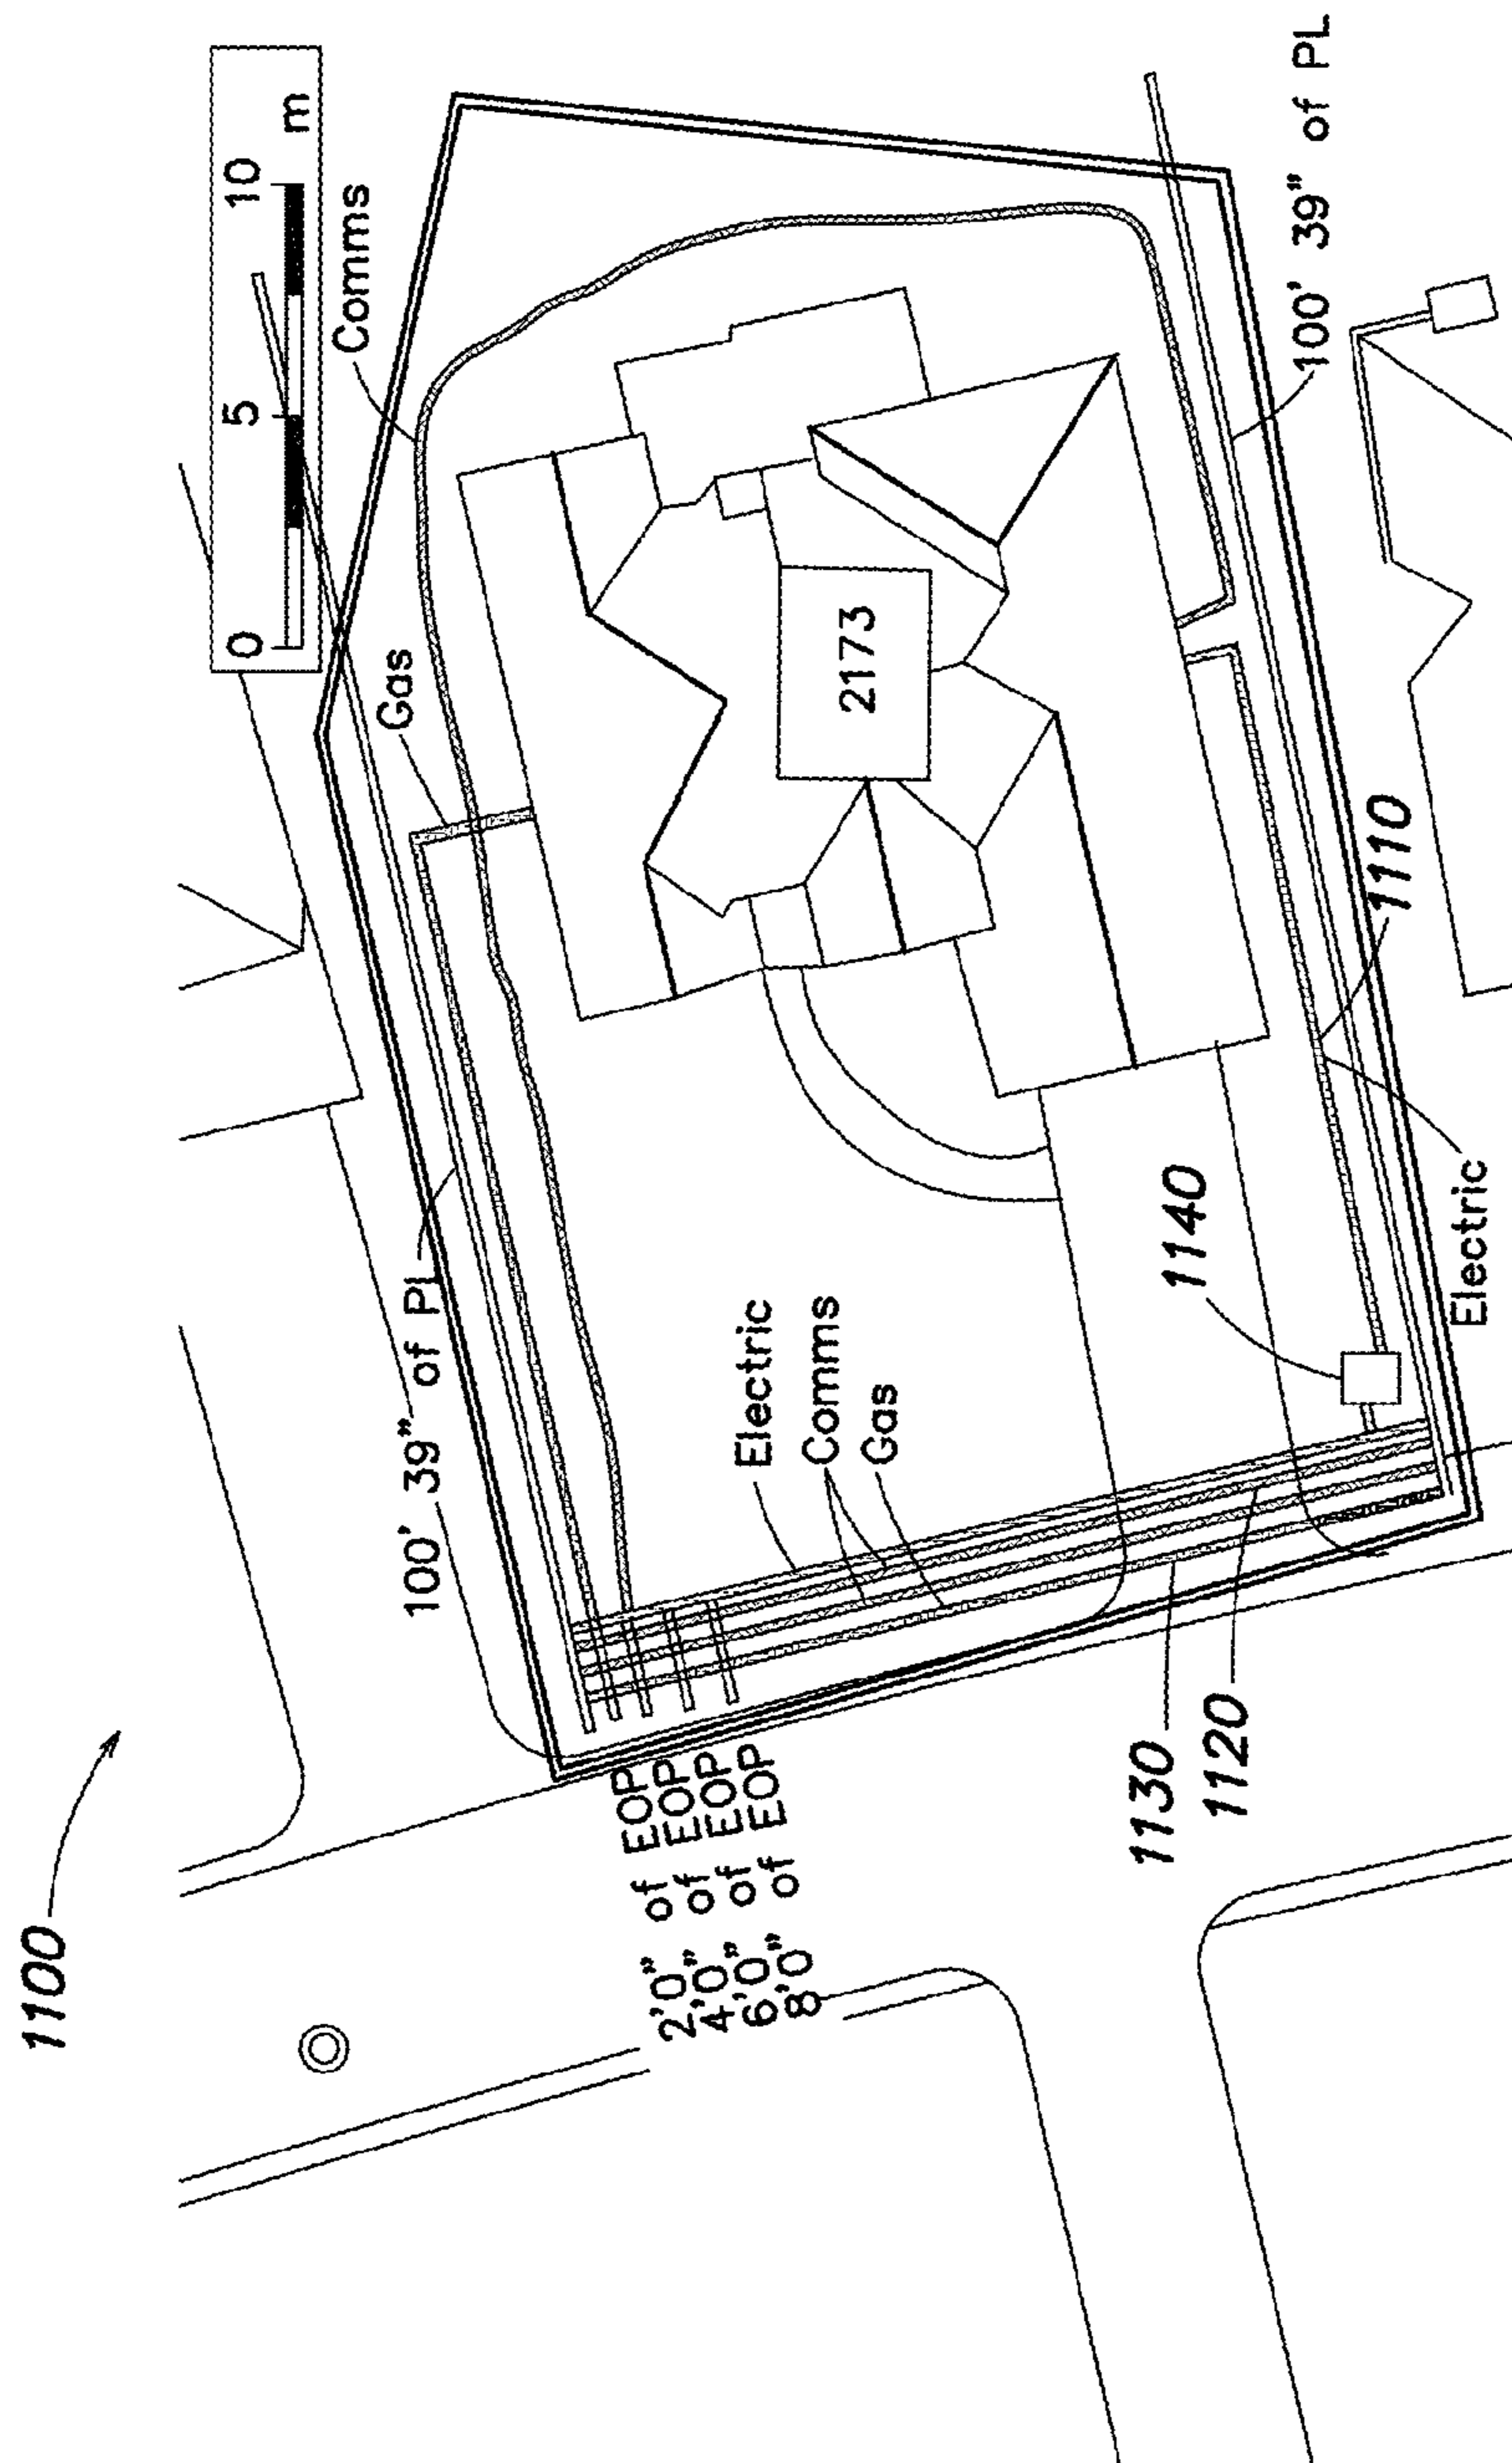 1100
0 5 10 m
Comms
Gas
100' 39" of PL
2173
1110
1140
Electric
Electric
Comms
Gas
100' 39" of PL
2'0" of EOP
4'0" of EOP
6'0" of EOP
8'0" of EOP
1130
1120